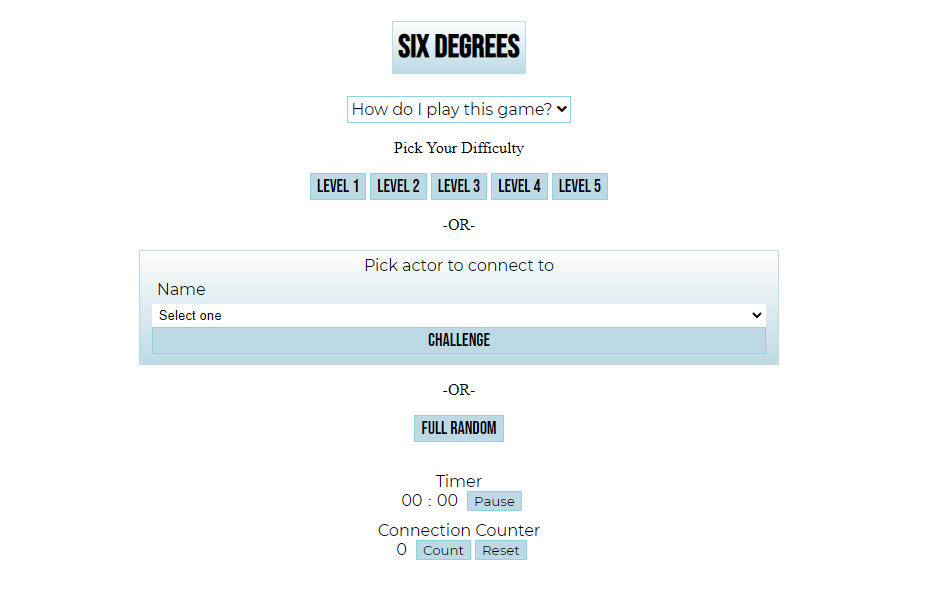 SIX DEGREES
How do I play this game?
Pick Your Difficulty
LEVEL 1 LEVEL 2 LEVEL 3 LEVEL 4 LEVEL 5
-OR-
Pick actor to connect to
Name
Select one
CHALLENGE
-OR-
FULL RANDOM
Timer
00 : 00 Pause
Connection Counter
0 Count Reset